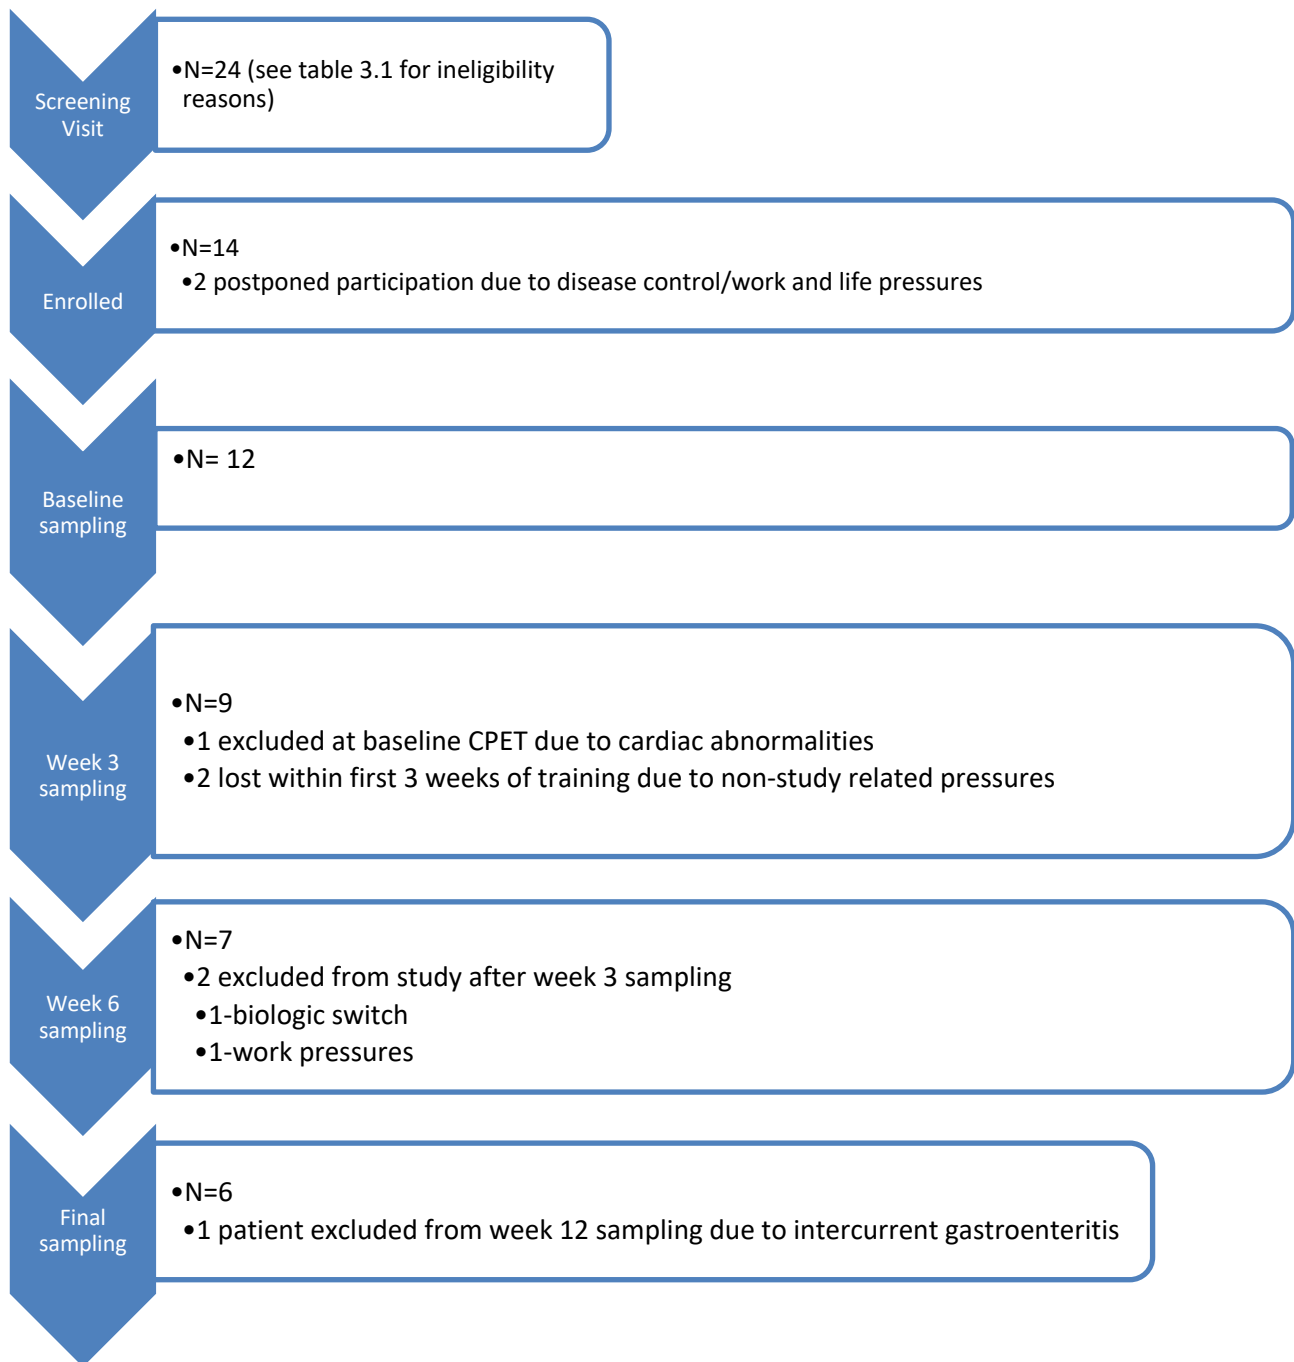 Screening
Visit
•N=24 (see table 3.1 for ineligibility
reasons)
Enrolled
•N=14
•2 postponed participation due to disease control/work and life pressures
Baseline
sampling
•N= 12
Week 3
sampling
•N=9
•1 excluded at baseline CPET due to cardiac abnormalities
•2 lost within first 3 weeks of training due to non-study related pressures
Week 6
sampling
•N=7
•2 excluded from study after week 3 sampling
•1-biologic switch
•1-work pressures
Final
sampling
•N=6
•1 patient excluded from week 12 sampling due to intercurrent gastroenteritis